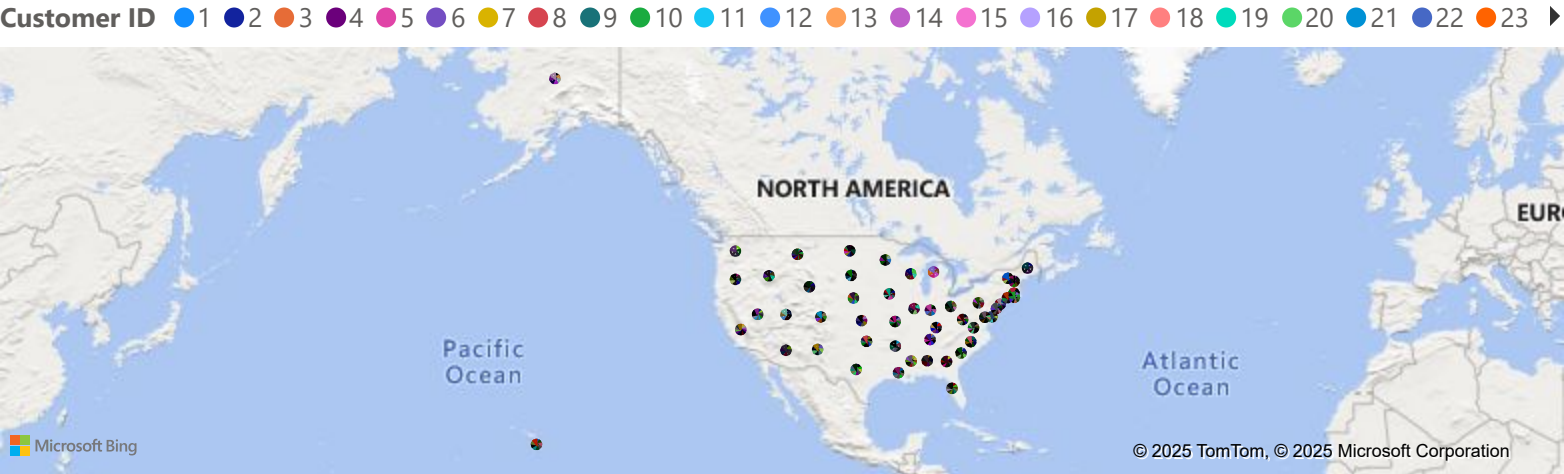 Customer ID 1 2 3 4 5 6 7 8 9 10 11 12 13 14 15 16 17 18 19 20 21 22 23
NORTH AMERICA
EUR
Pacific
Ocean
Atlantic
Ocean
Microsoft Bing
© 2025 TomTom, © 2025 Microsoft Corporation